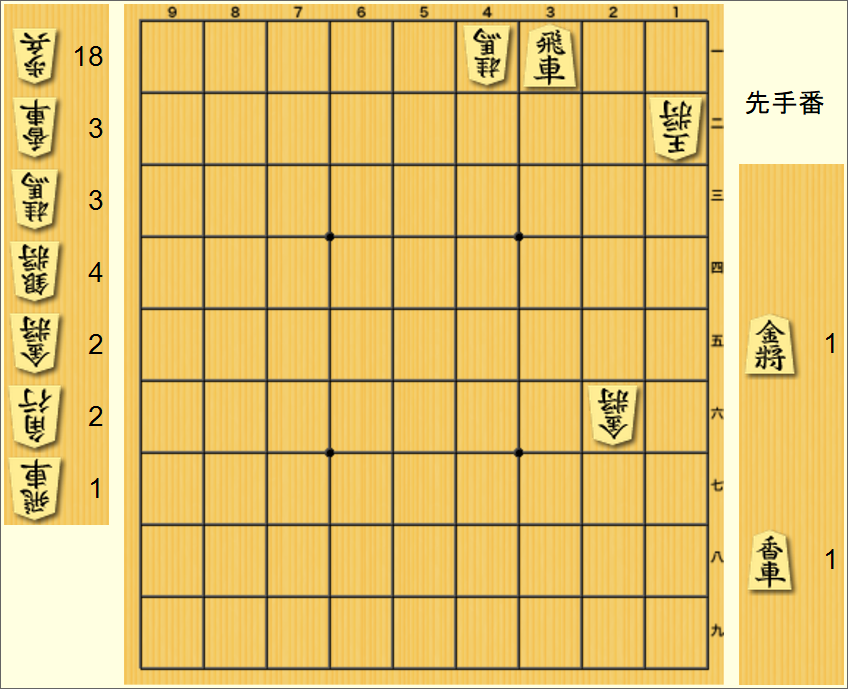 9 8 7 6 5 4 3 2 1
歩兵 18
香車 3
桂馬 3
銀将 4
金将 2
角行 2
飛車 1
桂馬
飛車
王将
金将
一
二
三
四
五
六
七
八
九
先手番
金将 1
香車 1